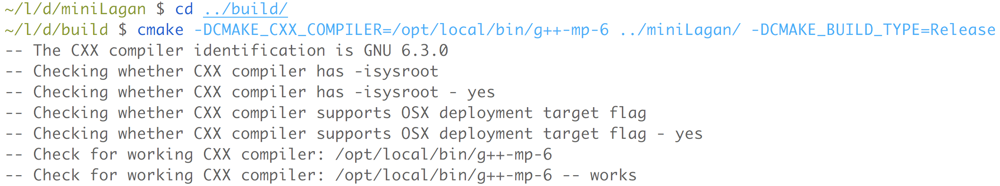 ~/l/d/miniLagan $ cd ../build/
~/l/d/build $ cmake -DCMAKE_CXX_COMPILER=/opt/local/bin/g++-mp-6 ../miniLagan/ -DCMAKE_BUILD_TYPE=Release
-- The CXX compiler identification is GNU 6.3.0
-- Checking whether CXX compiler has -isysroot
-- Checking whether CXX compiler has -isysroot - yes
-- Checking whether CXX compiler supports OSX deployment target flag
-- Checking whether CXX compiler supports OSX deployment target flag - yes
-- Check for working CXX compiler: /opt/local/bin/g++-mp-6
-- Check for working CXX compiler: /opt/local/bin/g++-mp-6 -- works